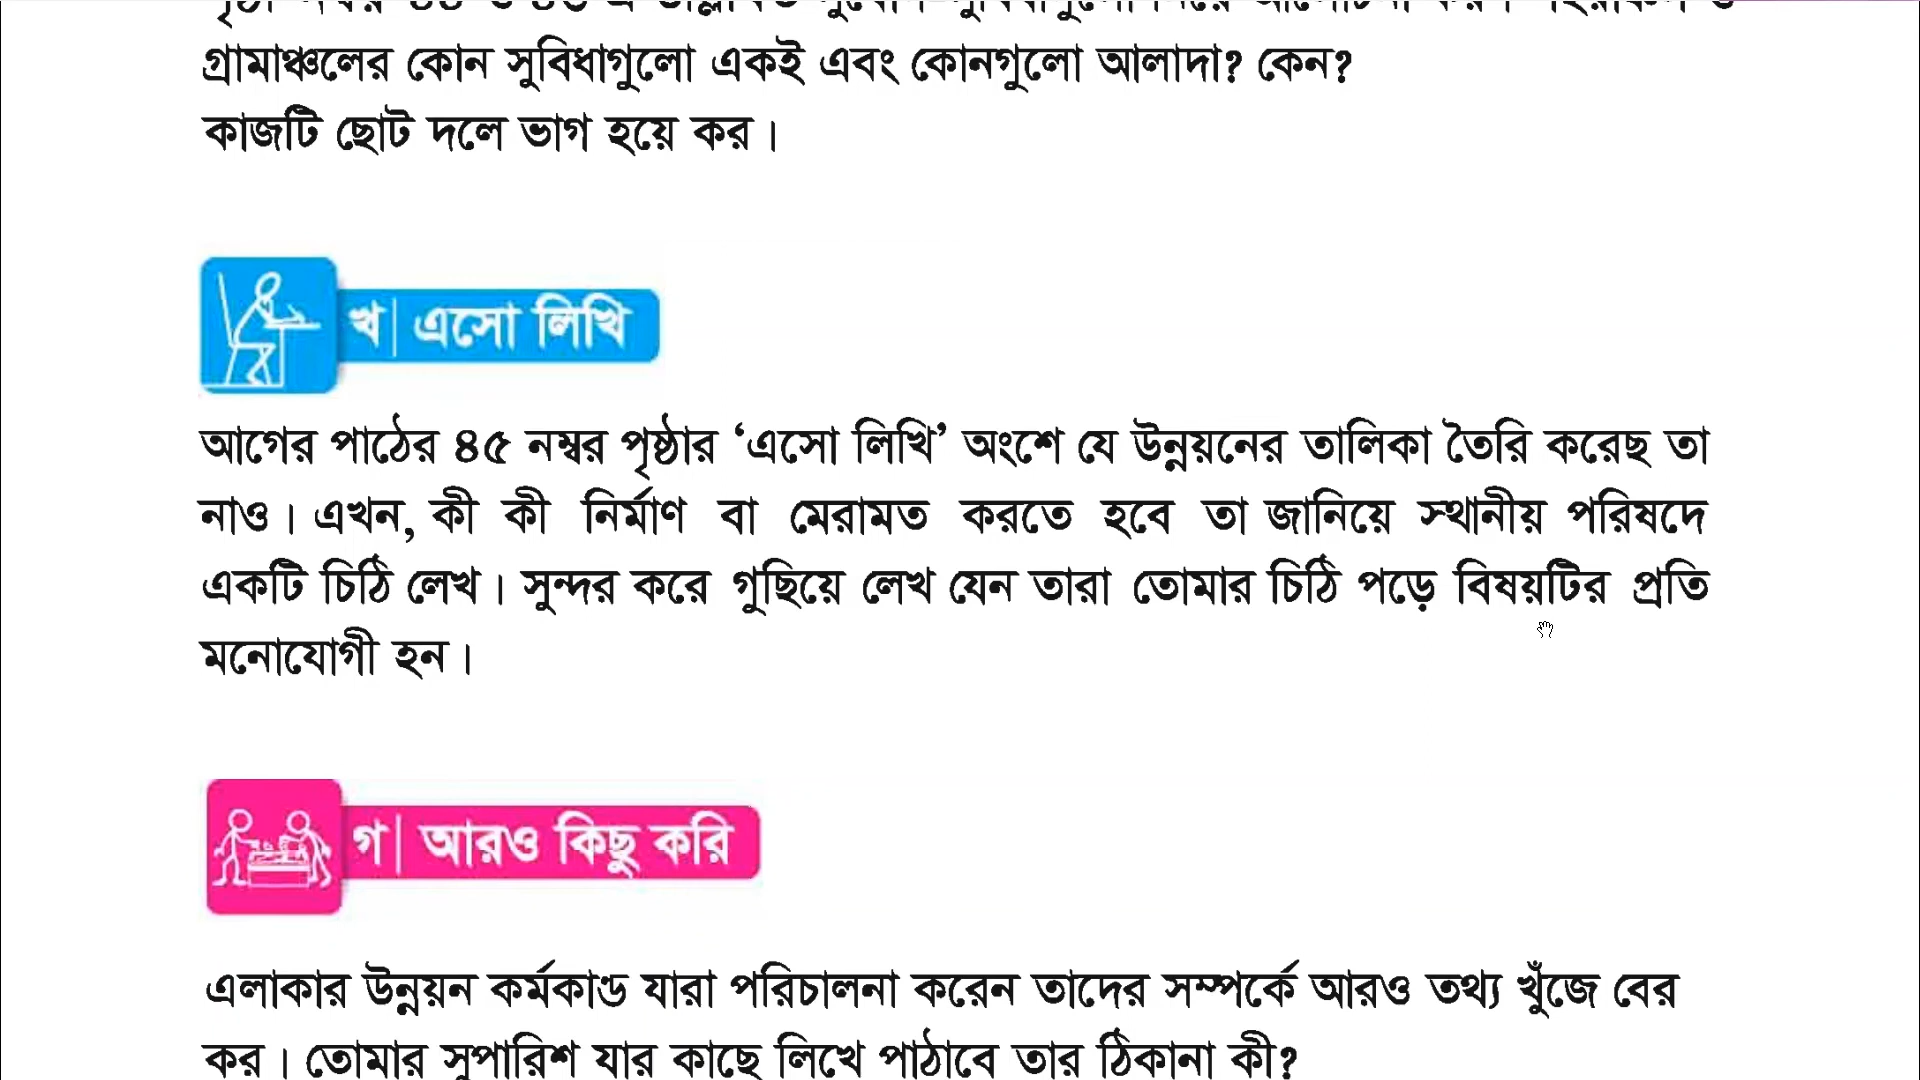 গ্রামাঞ্চলের কোন সুবিধাগুলো একই এবং কোনগুলো আলাদা? কেন?
কাজটি ছোট দলে ভাগ হয়ে কর।
খ| এসো লিখি
আগের পাঠের ৪৫ নম্বর পৃষ্ঠার ‘এসো লিখি’ অংশে যে উন্নয়নের তালিকা তৈরি করেছ তা
নাও। এখন, কী কী নির্মাণ বা মেরামত করতে হবে তা জানিয়ে স্থানীয় পরিষদে
একটি চিঠি লেখ। সুন্দর করে গুছিয়ে লেখ যেন তারা তোমার চিঠি পড়ে বিষয়টির প্রতি
মনোযোগী হন।
গ| আরও কিছু করি
এলাকার উন্নয়ন কর্মকাণ্ড যারা পরিচালনা করেন তাদের সম্পর্কে আরও তথ্য খুঁজে বের
কর। তোমার সুপারিশ যার কাছে লিখে পাঠাবে তার ঠিকানা কী?